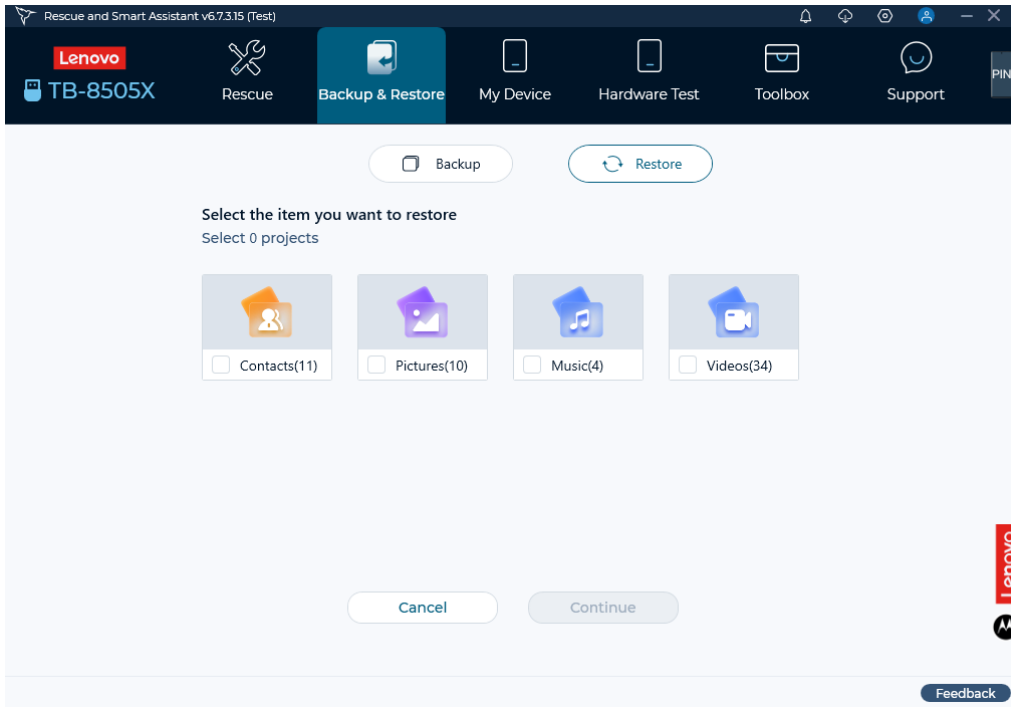 Rescue and Smart Assistant v6.7.3.15 (Test)
Lenovo
TB-8505X
Rescue
Backup & Restore
My Device
Hardware Test
Toolbox
Support
PIN
Backup
Restore
Select the item you want to restore
Select 0 projects
Contacts(11)
Pictures(10)
Music(4)
Videos(34)
Lenovo
Cancel
Continue
Feedback